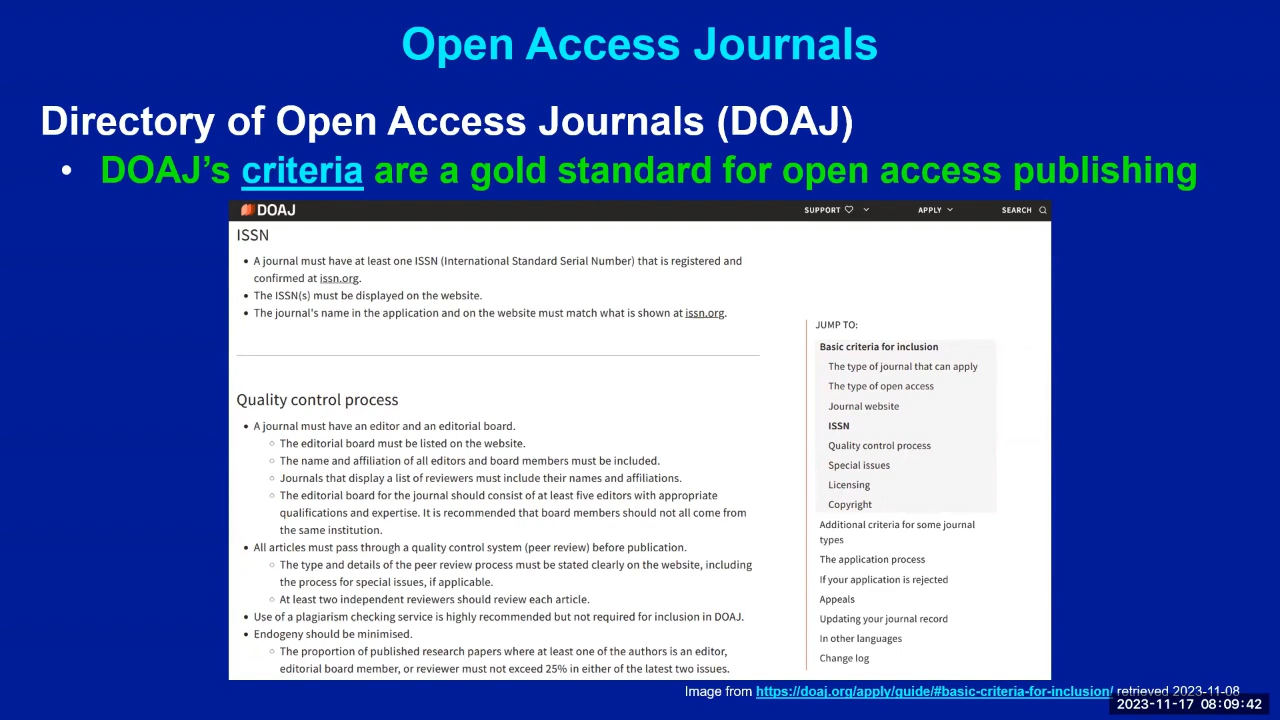 Open Access Journals
Directory of Open Access Journals (DOAJ)
• DOAJ's criteria are a gold standard for open access publishing
DOAJ SUPPORT APPLY SEARCH
ISSN
• A journal must have at least one ISSN (International Standard Serial Number) that is registered and
confirmed at issn.org.
• The ISSN(s) must be displayed on the website.
• The journal's name in the application and on the website must match what is shown at issn.org.
Quality control process
• A journal must have an editor and an editorial board.
○ The editorial board must be listed on the website.
○ The name and affiliation of all editors and board members must be included.
○ Journals that display a list of reviewers must include their names and affiliations.
○ The editorial board for the journal should consist of at least five editors with appropriate
qualifications and expertise. It is recommended that board members should not all come from
the same institution.
• All articles must pass through a quality control system (peer review) before publication.
○ The type and details of the peer review process must be stated clearly on the website, including
the process for special issues, if applicable.
○ At least two independent reviewers should review each article.
• Use of a plagiarism checking service is highly recommended but not required for inclusion in DOAJ.
• Endogeny should be minimised.
○ The proportion of published research papers where at least one of the authors is an editor,
editorial board member, or reviewer must not exceed 25% in either of the latest two issues.
JUMP TO:
Basic criteria for inclusion
The type of journal that can apply
The type of open access
Journal website
ISSN
Quality control process
Special issues
Licensing
Copyright
Additional criteria for some journal
types
The application process
If your application is rejected
Appeals
Updating your journal record
In other languages
Change log
Image from https://doaj.org/apply/guide/#basic-criteria-for-inclusion/ retrieved 2023-11-08
2023-11-17 08:09:42